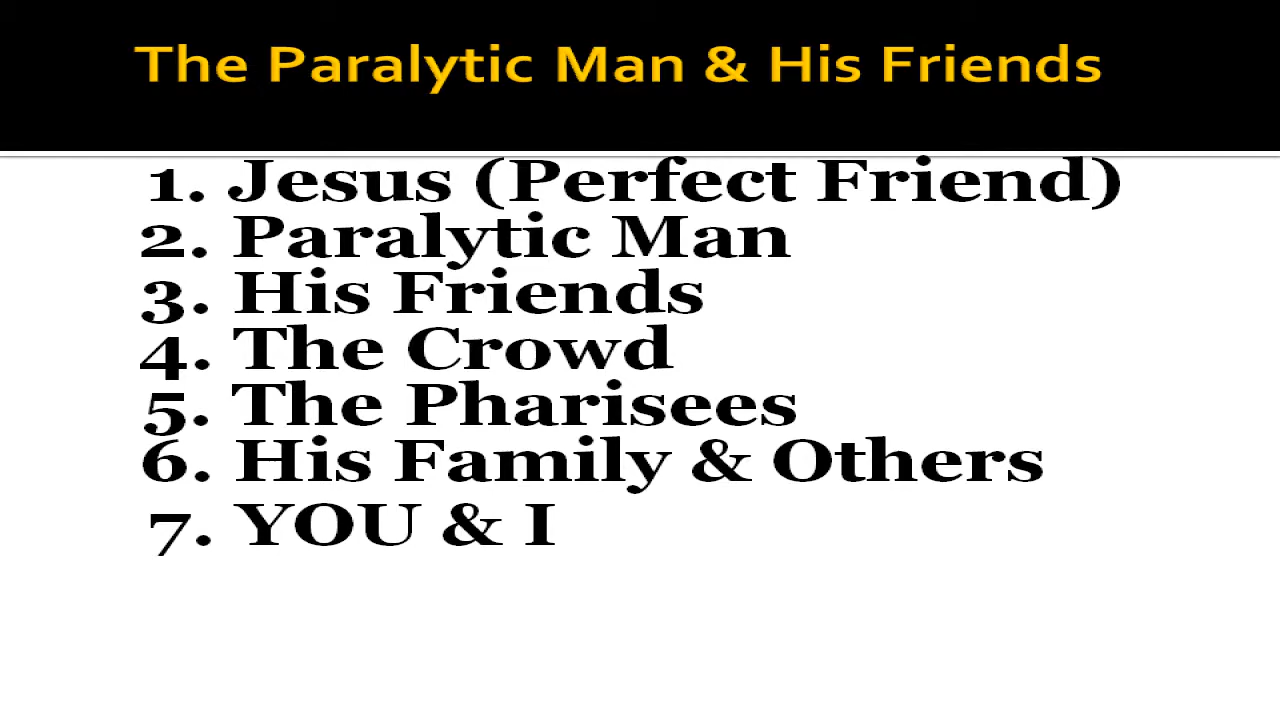 The Paralytic Man & His Friends
1. Jesus (Perfect Friend)
2. Paralytic Man
3. His Friends
4. The Crowd
5. The Pharisees
6. His Family & Others
7. YOU & I